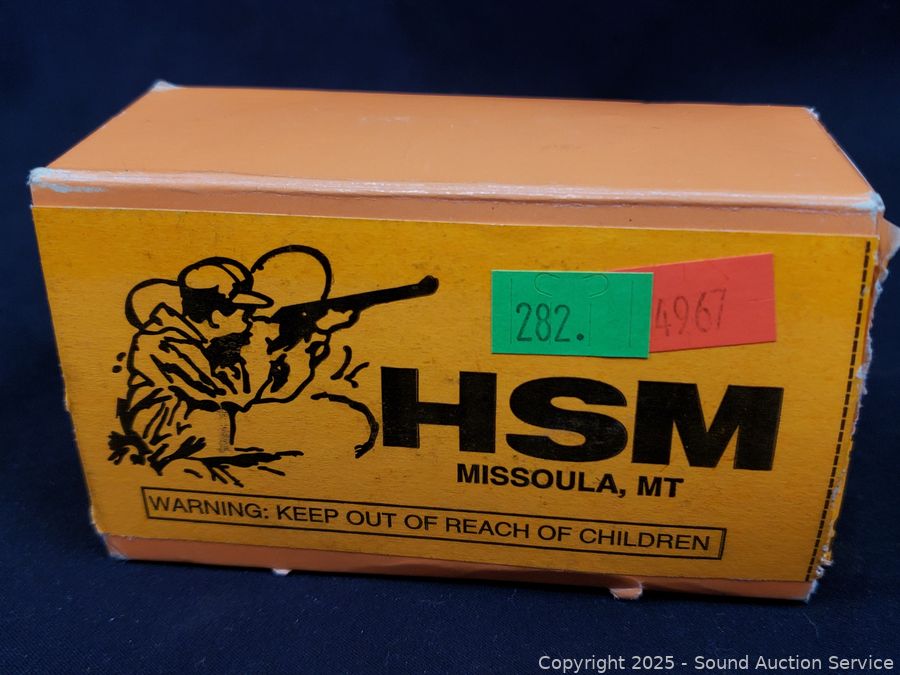 282.
4967
HSM
MISSOULA, MT
WARNING: KEEP OUT OF REACH OF CHILDREN
Copyright 2025 - Sound Auction Service